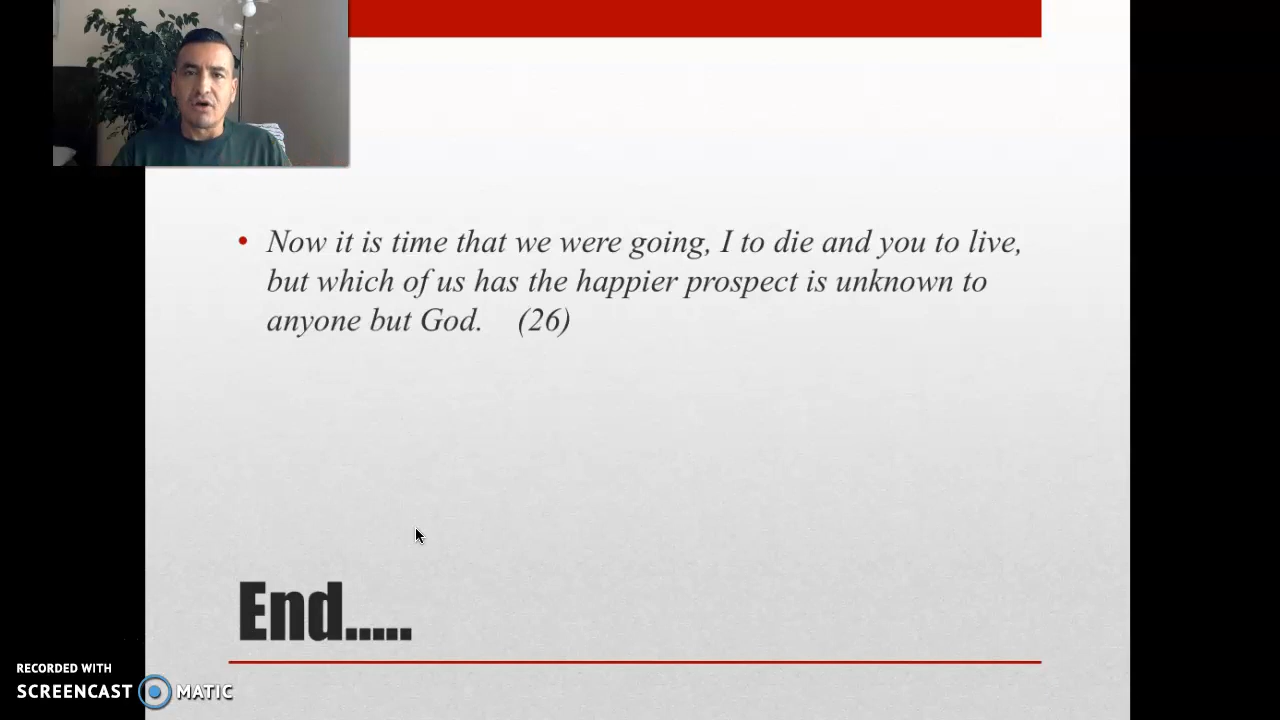 • Now it is time that we were going, I to die and you to live,
but which of us has the happier prospect is unknown to
anyone but God. (26)
End.....
RECORDED WITH
SCREENCAST MATIC